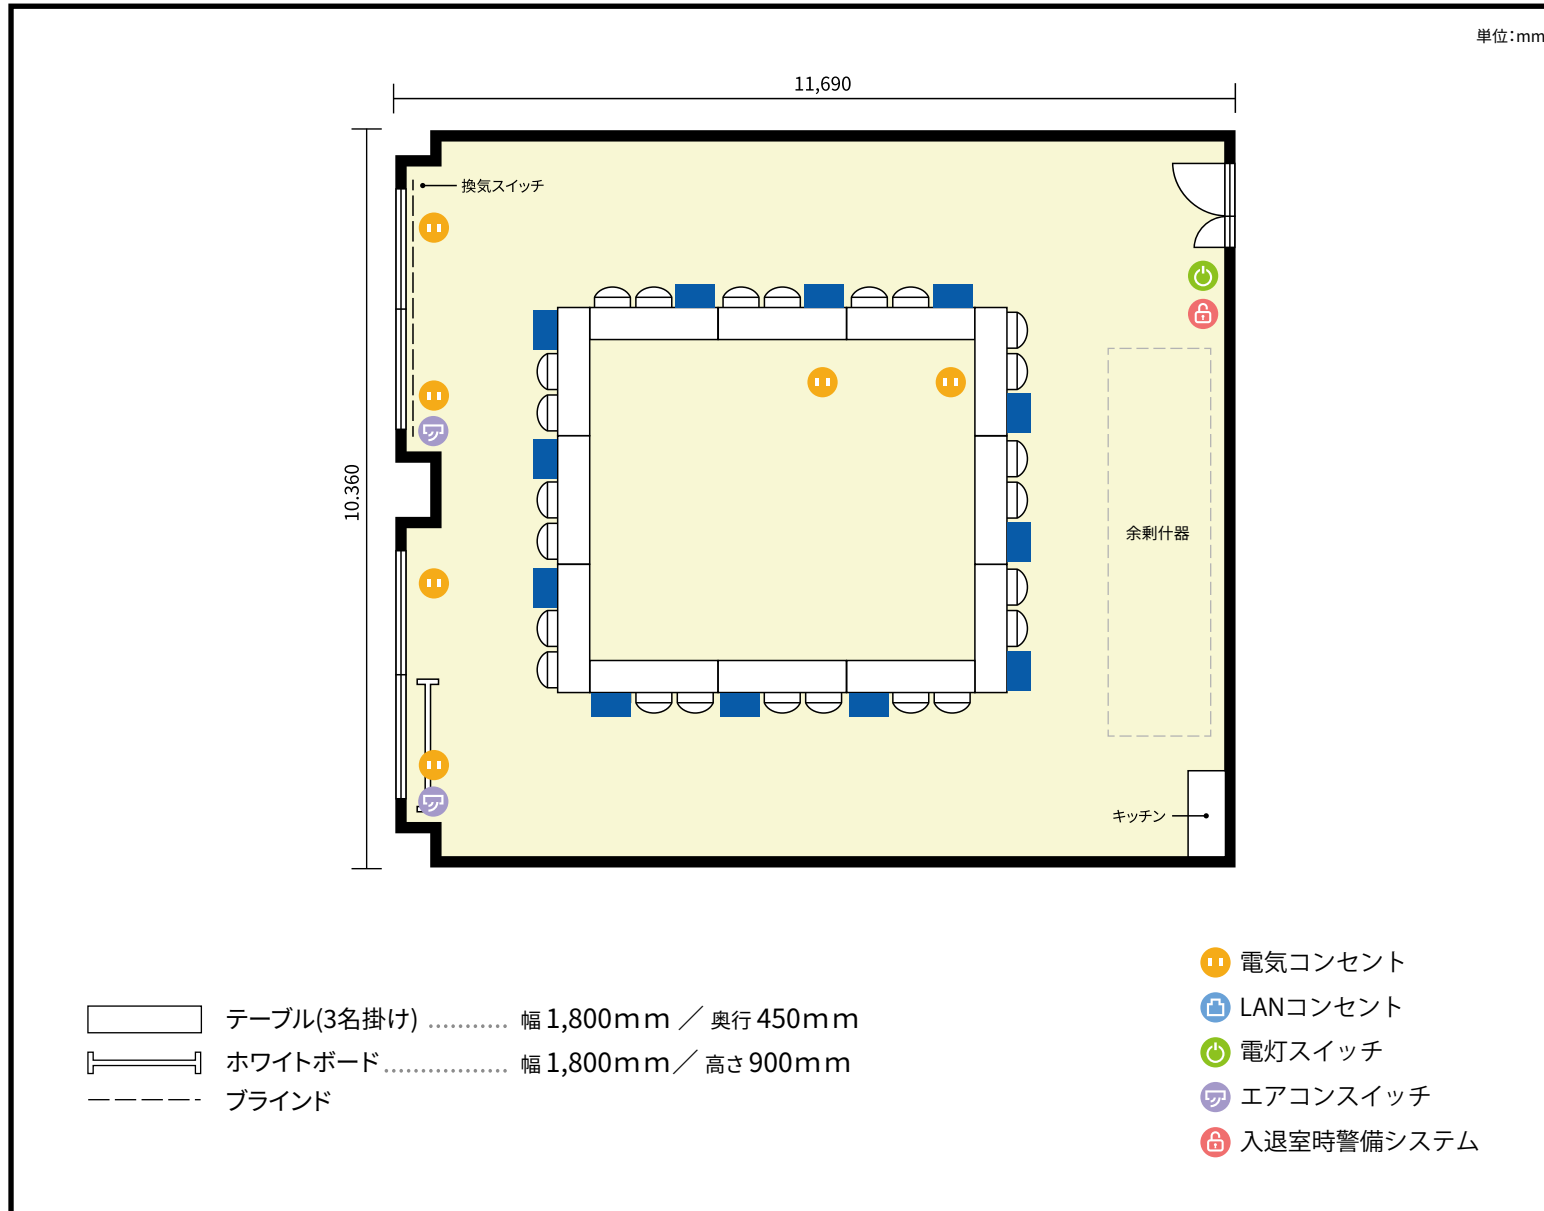 単位：mm
11,690
換気スイッチ
10.360
余剰什器
キッチン
テーブル(3名掛け) ........... 幅 1,800mm ／ 奥行 450mm
ホワイトボード ................. 幅 1,800mm ／ 高さ 900mm
ブラインド
電気コンセント
LANコンセント
電灯スイッチ
エアコンスイッチ
入退室時警備システム